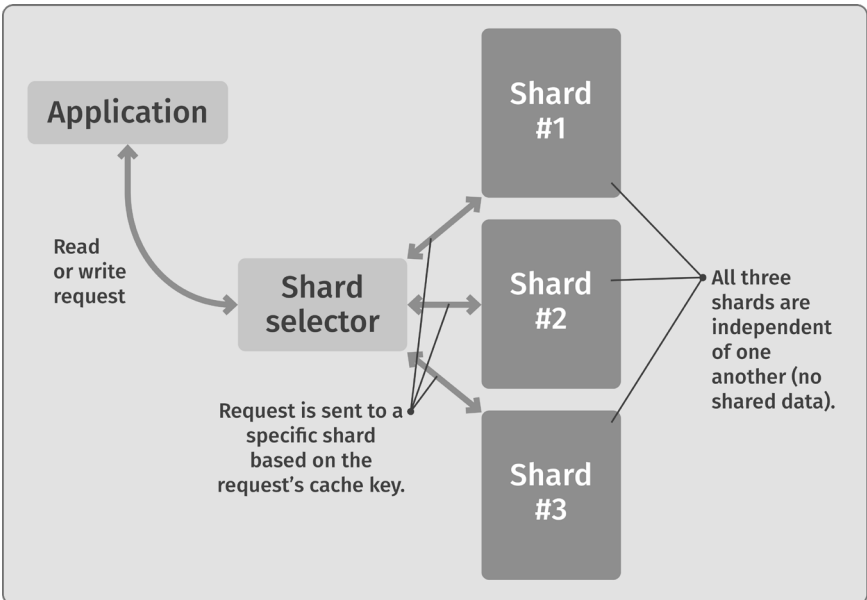 Application
Read
or write
request
Shard
selector
Request is sent to a
specific shard
based on the
request’s cache key.
Shard
#1
Shard
#2
Shard
#3
All three
shards are
independent
of one
another (no
shared data).